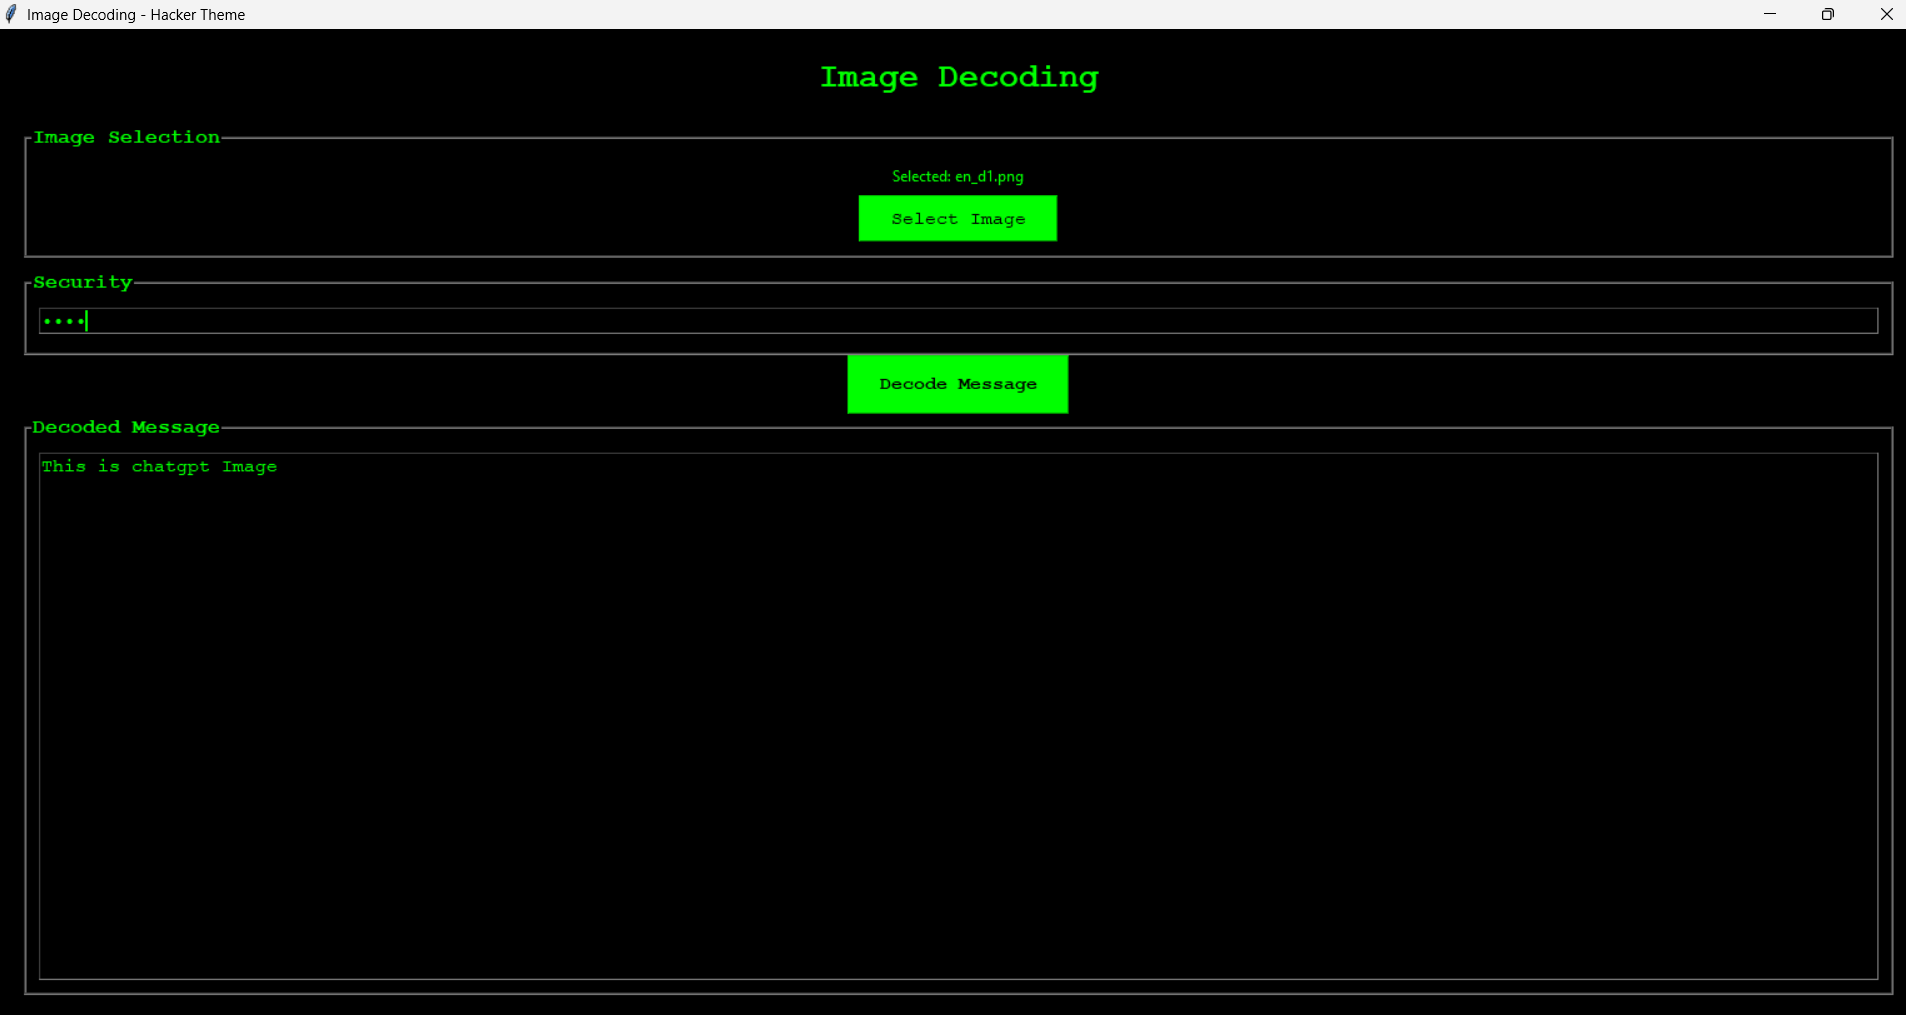 Image Decoding - Hacker Theme
Image Decoding
Image Selection
Selected: en_d1.png
Select Image
Security
••••
Decode Message
Decoded Message
This is chatgpt Image